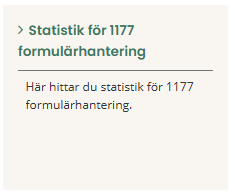 Statistik för 1177
formulärhantering
Här hittar du statistik för 1177
formulärhantering.